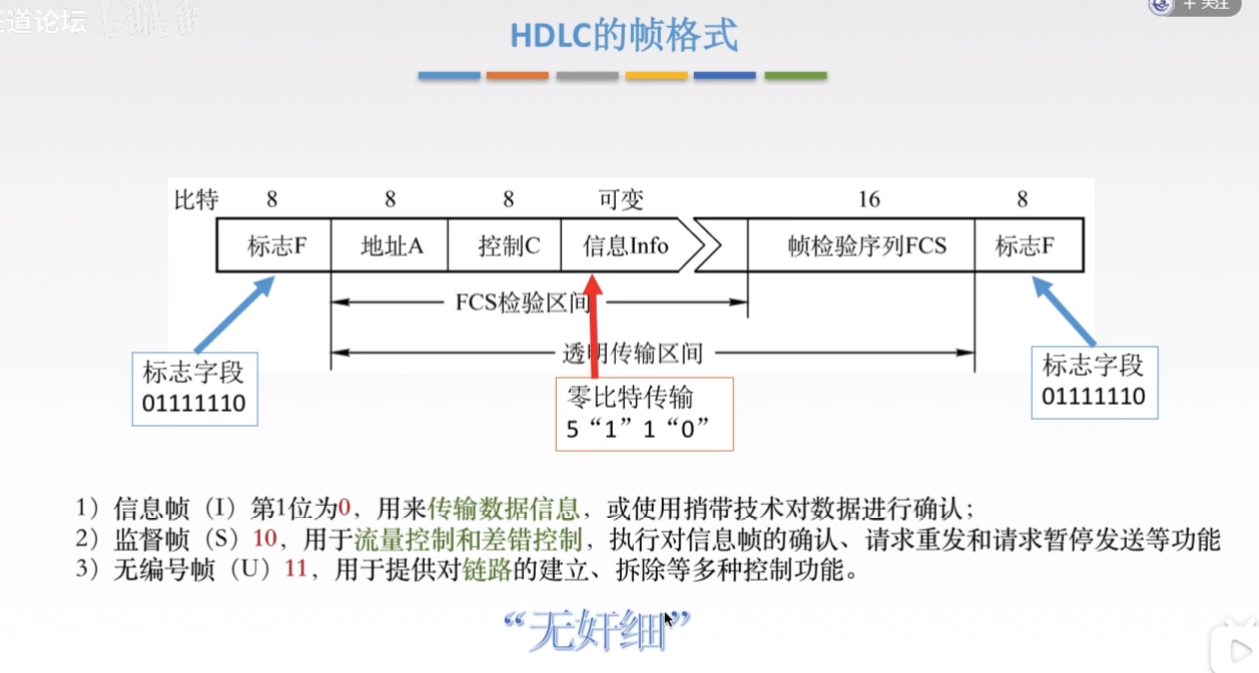 道论坛
+ 关注
HDLC的帧格式
比特 8 8 8 可变 16 8
标志F 地址A 控制C 信息Info 帧检验序列FCS 标志F
FCS检验区间
透明传输区间
标志字段
01111110
零比特传输
5“1”1“0”
标志字段
01111110
1）信息帧（I）第1位为0，用来传输数据信息，或使用捎带技术对数据进行确认；
2）监督帧（S）10，用于流量控制和差错控制，执行对信息帧的确认、请求重发和请求暂停发送等功能
3）无编号帧（U）11，用于提供对链路的建立、拆除等多种控制功能。
“无奸细”